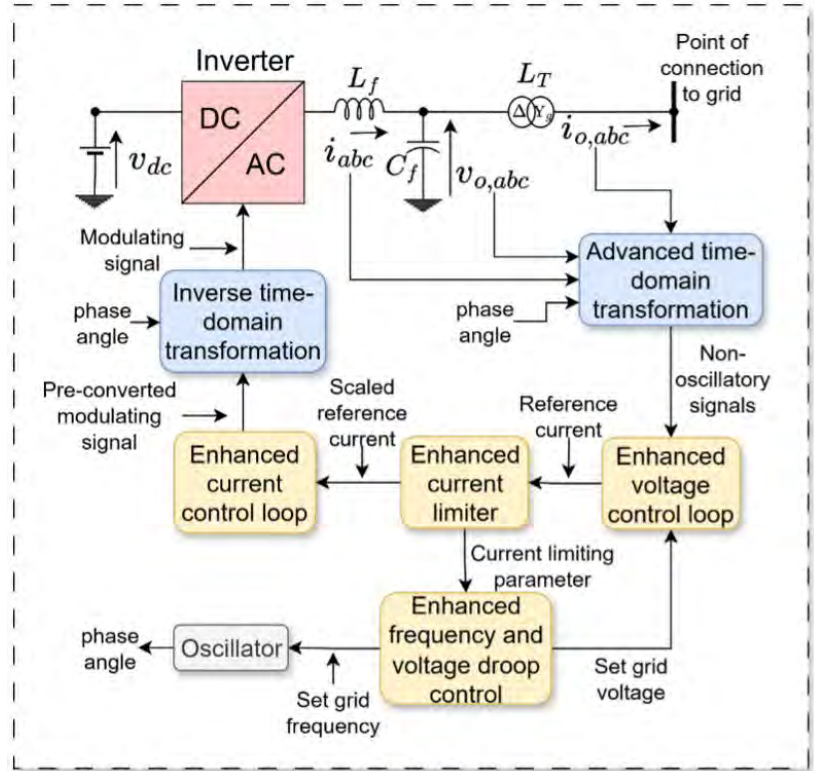 Inverter
DC
AC
L_f
L_T
Δ
Y_g
Point of
connection
to grid
v_dc
i_abc
C_f
v_o,abc
i_o,abc
Modulating
signal
Advanced time-
domain
transformation
phase
angle
Inverse time-
domain
transformation
phase
angle
Non-
oscillatory
signals
Pre-converted
modulating
signal
Scaled
reference
current
Reference
current
Enhanced
current
control loop
Enhanced
current
limiter
Enhanced
voltage
control loop
Current limiting
parameter
Enhanced
frequency and
voltage droop
control
phase
angle
Oscillator
Set grid
frequency
Set grid
voltage